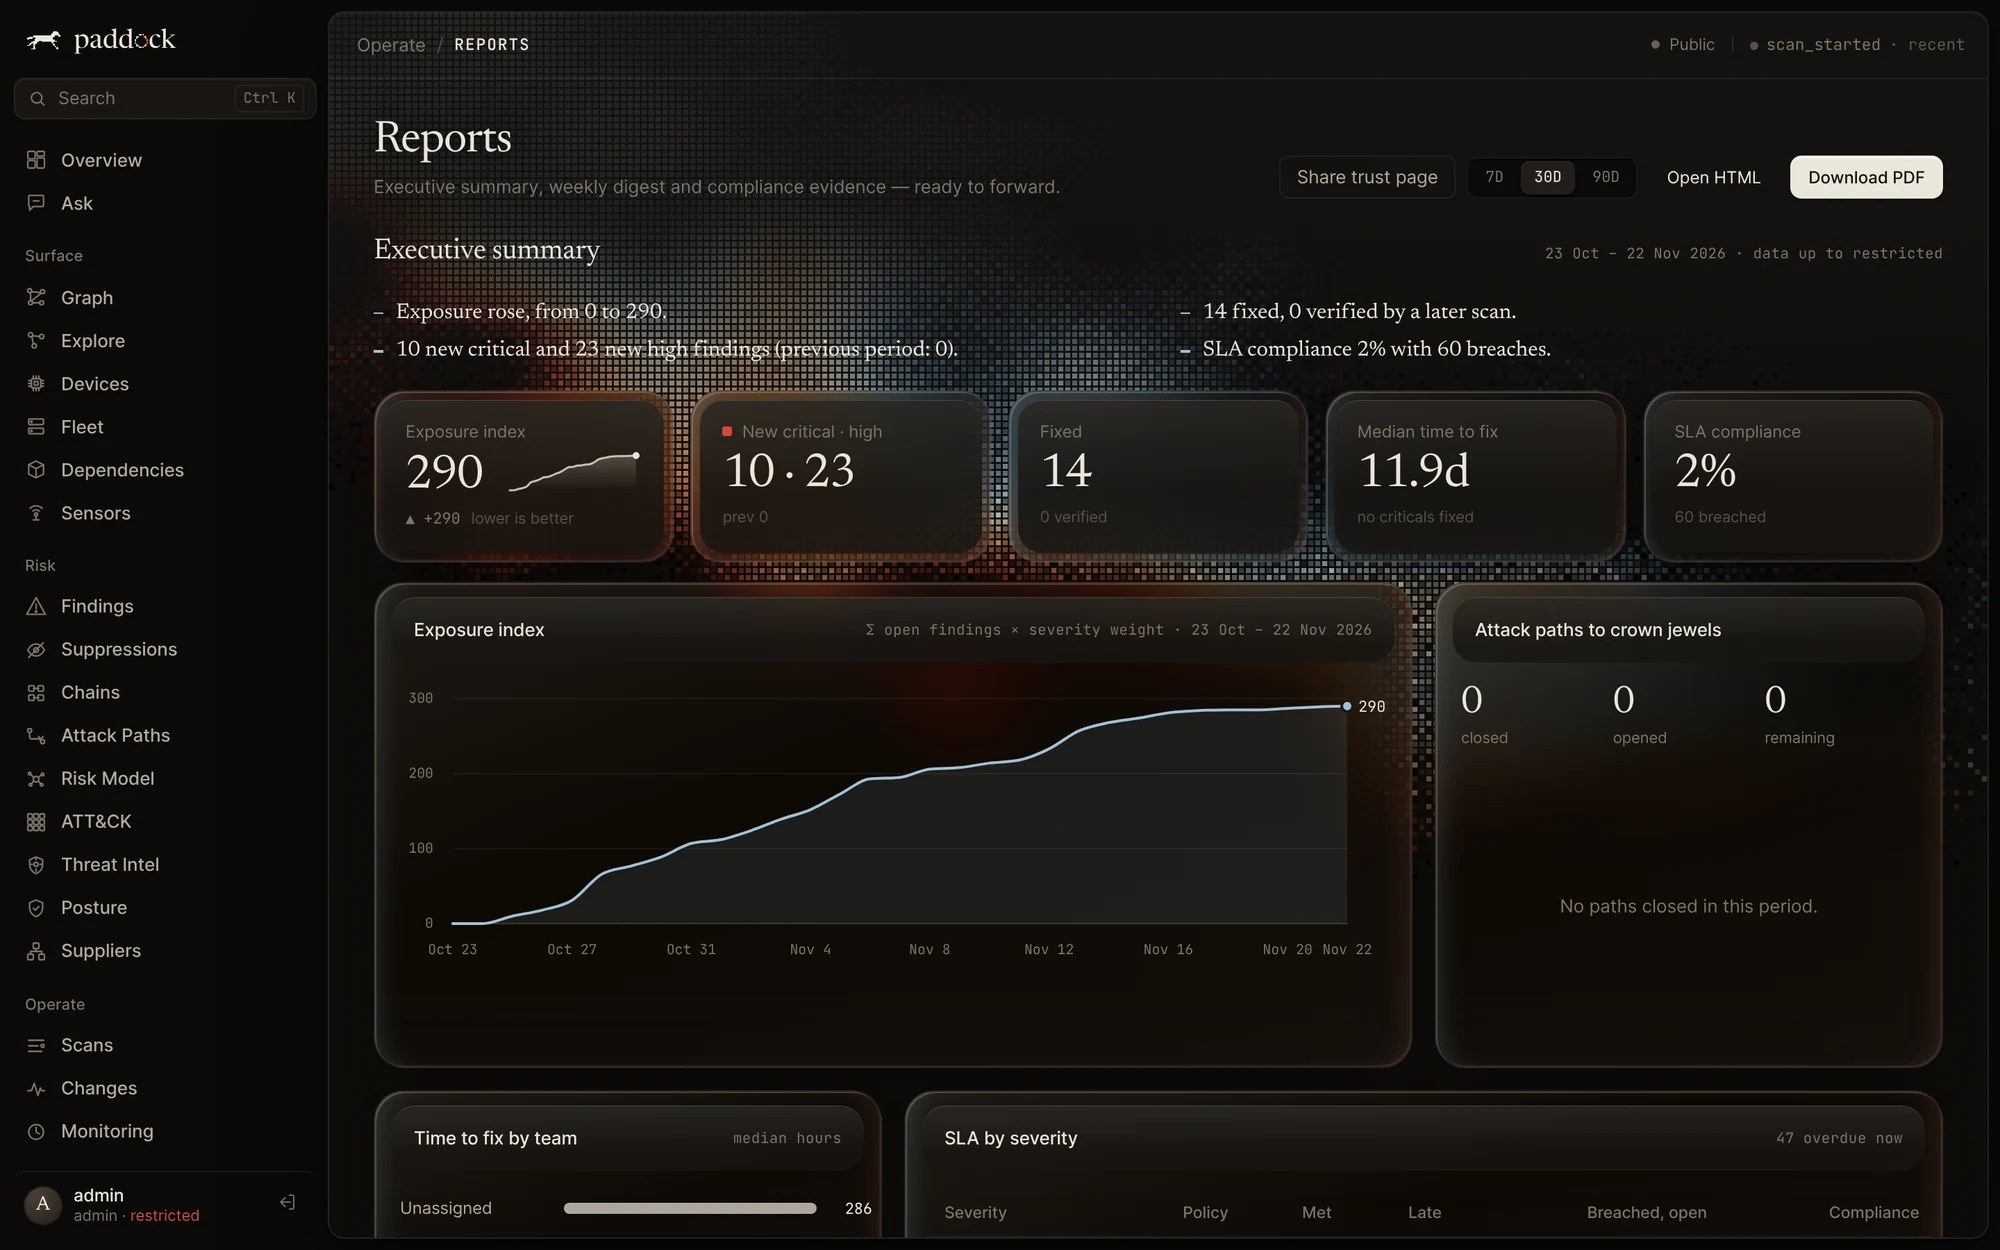 paddock
Search Ctrl K
Overview
Ask
Surface
Graph
Explore
Devices
Fleet
Dependencies
Sensors
Risk
Findings
Suppressions
Chains
Attack Paths
Risk Model
ATT&CK
Threat Intel
Posture
Suppliers
Operate
Scans
Changes
Monitoring
A
admin
admin · restricted
Operate / REPORTS
Public
scan_started · recent
Reports
Executive summary, weekly digest and compliance evidence — ready to forward.
Share trust page
7D 30D 90D
Open HTML
Download PDF
Executive summary
23 Oct – 22 Nov 2026 · data up to restricted
– Exposure rose, from 0 to 290.
– 10 new critical and 23 new high findings (previous period: 0).
– 14 fixed, 0 verified by a later scan.
– SLA compliance 2% with 60 breaches.
Exposure index
290
▲ +290 lower is better
New critical · high
10 · 23
prev 0
Fixed
14
0 verified
Median time to fix
11.9d
no criticals fixed
SLA compliance
2%
60 breached
Exposure index
Σ open findings × severity weight · 23 Oct – 22 Nov 2026
300
200
100
0
290
Oct 23 Oct 27 Oct 31 Nov 4 Nov 8 Nov 12 Nov 16 Nov 20 Nov 22
Attack paths to crown jewels
0 0 0
closed opened remaining
No paths closed in this period.
Time to fix by team
median hours
Unassigned 286
SLA by severity
47 overdue now
Severity Policy Met Late Breached, open Compliance